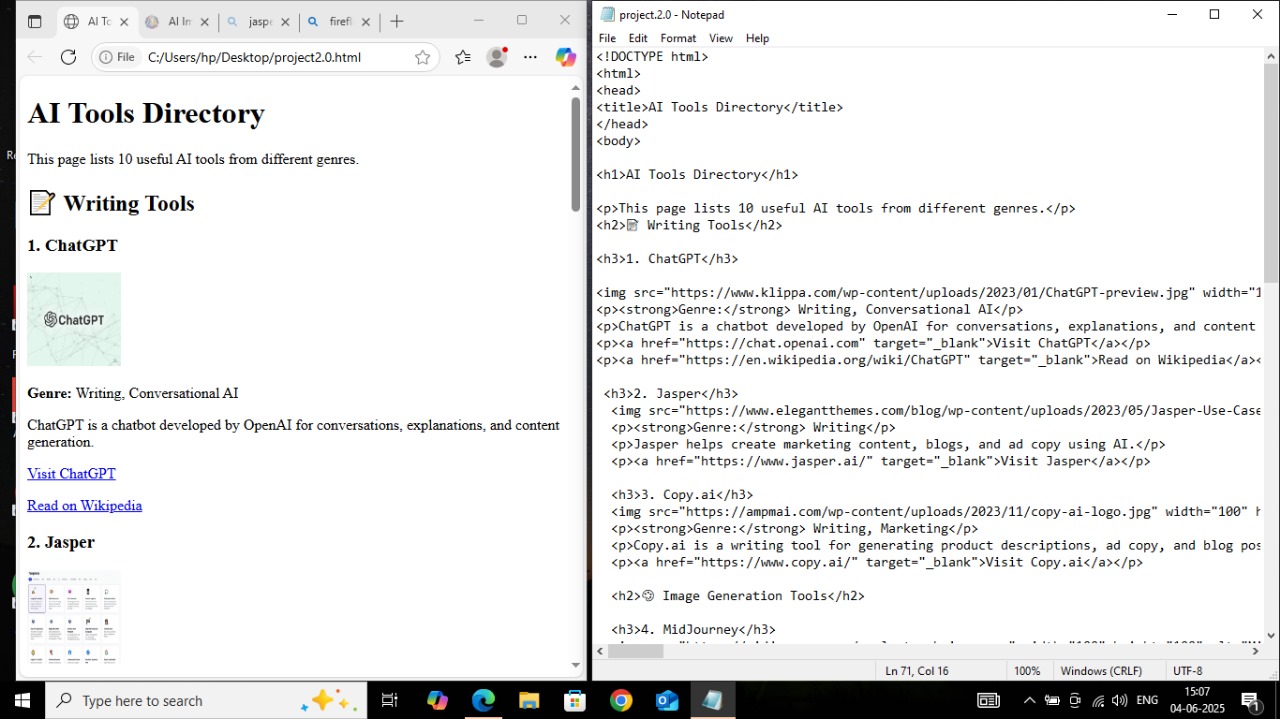 AI To
AI Im
jaspe
firefl
File
C:/Users/hp/Desktop/project2.0.html
AI Tools Directory
This page lists 10 useful AI tools from different genres.
📝 Writing Tools
1. ChatGPT
ChatGPT
Genre: Writing, Conversational AI
ChatGPT is a chatbot developed by OpenAI for conversations, explanations, and content
generation.
Visit ChatGPT
Read on Wikipedia
2. Jasper
project.2.0 - Notepad
File Edit Format View Help
<!DOCTYPE html>
<html>
<head>
<title>AI Tools Directory</title>
</head>
<body>
<h1>AI Tools Directory</h1>
<p>This page lists 10 useful AI tools from different genres.</p>
<h2>📝 Writing Tools</h2>
<h3>1. ChatGPT</h3>
<img src="https://www.klippa.com/wp-content/uploads/2023/01/ChatGPT-preview.jpg" width="1
<p><strong>Genre:</strong> Writing, Conversational AI</p>
<p>ChatGPT is a chatbot developed by OpenAI for conversations, explanations, and content
<p><a href="https://chat.openai.com" target="_blank">Visit ChatGPT</a></p>
<p><a href="https://en.wikipedia.org/wiki/ChatGPT" target="_blank">Read on Wikipedia</a><
<h3>2. Jasper</h3>
<img src="https://www.elegantthemes.com/blog/wp-content/uploads/2023/05/Jasper-Use-Case
<p><strong>Genre:</strong> Writing</p>
<p>Jasper helps create marketing content, blogs, and ad copy using AI.</p>
<p><a href="https://www.jasper.ai/" target="_blank">Visit Jasper</a></p>
<h3>3. Copy.ai</h3>
<img src="https://ampmai.com/wp-content/uploads/2023/11/copy-ai-logo.jpg" width="100" h
<p><strong>Genre:</strong> Writing, Marketing</p>
<p>Copy.ai is a writing tool for generating product descriptions, ad copy, and blog pos
<p><a href="https://www.copy.ai/" target="_blank">Visit Copy.ai</a></p>
<h2>🎨 Image Generation Tools</h2>
<h3>4. MidJourney</h3>
Ln 71, Col 16
100%
Windows (CRLF)
UTF-8
Type here to search
ENG
15:07
04-06-2025
1